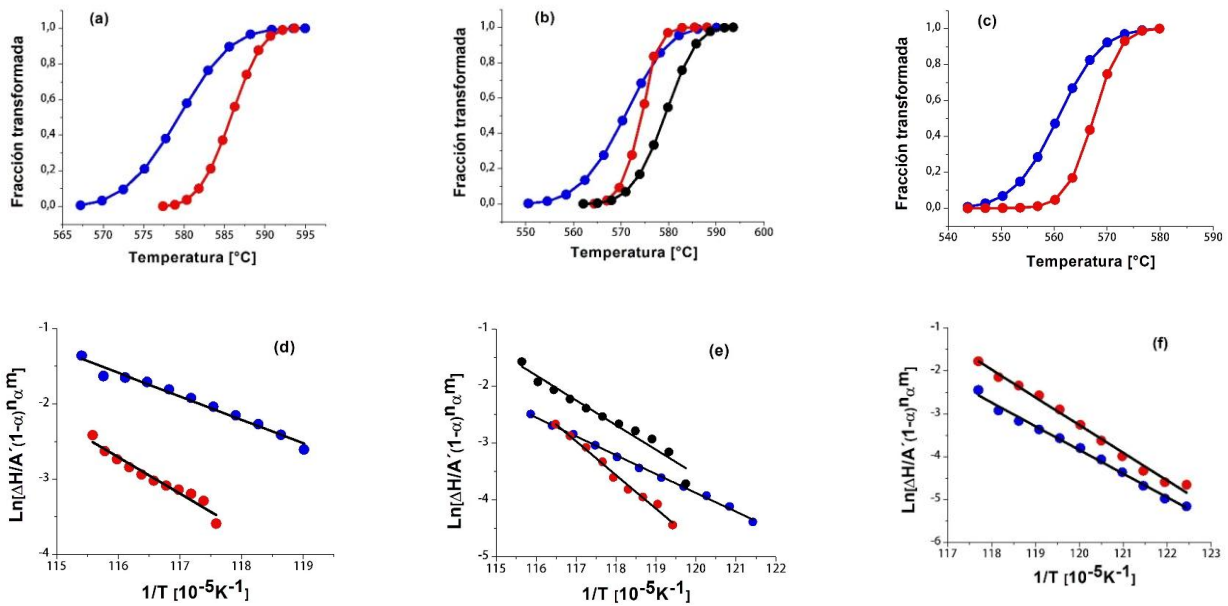 (a)
Fracción transformada
1,0
0,8
0,6
0,4
0,2
0,0
565 570 575 580 585 590 595
Temperatura [°C]
(b)
Fracción transformada
1,0
0,8
0,6
0,4
0,2
0,0
550 560 570 580 590 600
Temperatura [°C]
(c)
Fracción transformada
1,0
0,8
0,6
0,4
0,2
0,0
540 550 560 570 580 590
Temperatura [°C]
(d)
Ln[ΔH/A´(1-α)ⁿαᵐ]
-1
-2
-3
-4
115 116 117 118 119
1/T [10⁻⁵K⁻¹]
(e)
Ln[ΔH/A´(1-α)ⁿαᵐ]
-1
-2
-3
-4
-5
115 116 117 118 119 120 121 122
1/T [10⁻⁵K⁻¹]
(f)
Ln[ΔH/A´(1-α)ⁿαᵐ]
-1
-2
-3
-4
-5
-6
117 118 119 120 121 122 123
1/T [10⁻⁵K⁻¹]